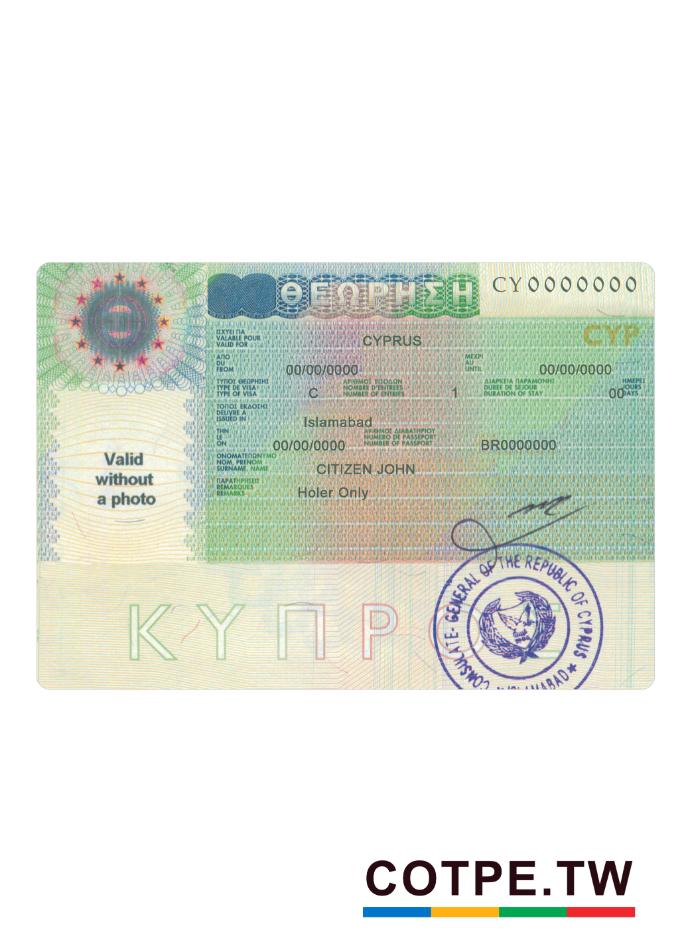 ΘΕΩΡΗΣΗ CY0000000
CYP
ΙΣΧΥΕΙ ΓΙΑ
VALABLE POUR
VALID FOR
CYPRUS
ΑΠΟ
DU
FROM
00/00/0000
ΜΕΧΡΙ
AU
UNTIL
00/00/0000
ΤΥΠΟΣ ΘΕΩΡΗΣΗΣ
TYPE DE VISA
TYPE OF VISA
C
ΑΡΙΘΜΟΣ ΕΙΣΟΔΩΝ
NOMBRE D'ENTREES
NUMBER OF ENTRIES
1
ΔΙΑΡΚΕΙΑ ΠΑΡΑΜΟΝΗΣ
DUREE DE SEJOUR
DURATION OF STAY
00
ΗΜΕΡΕΣ
JOURS
DAYS
ΤΟΠΟΣ ΕΚΔΟΣΗΣ
DELIVRE A
ISSUED IN
Islamabad
ΤΗΝ
LE
ON
00/00/0000
ΑΡΙΘΜΟΣ ΔΙΑΒΑΤΗΡΙΟΥ
NUMERO DE PASSEPORT
NUMBER OF PASSPORT
BR0000000
ΟΝΟΜΑΤΕΠΩΝΥΜΟ
NOM, PRENOM
SURNAME, NAME
CITIZEN JOHN
ΠΑΡΑΤΗΡΗΣΕΙΣ
REMARQUES
REMARKS
Holer Only
Valid
without
a photo
ΚΥΠΡΟΣ
CONSULATE- GENERAL OF THE REPUBLIC OF CYPRUS
ISLAMABAD
COTPE.TW